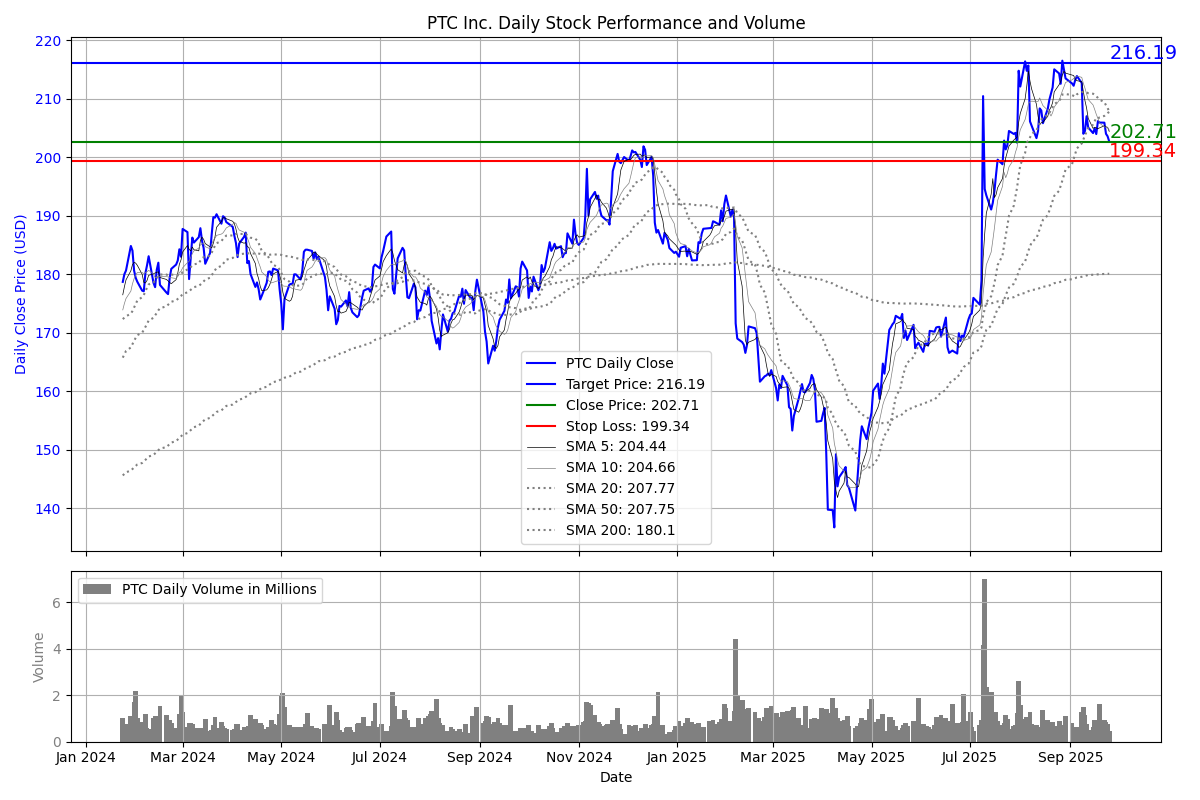 PTC Inc. Daily Stock Performance and Volume
220
210
200
190
180
170
160
150
140
Daily Close Price (USD)
216.19
202.71
199.34
PTC Daily Close
Target Price: 216.19
Close Price: 202.71
Stop Loss: 199.34
SMA 5: 204.44
SMA 10: 204.66
SMA 20: 207.77
SMA 50: 207.75
SMA 200: 180.1
PTC Daily Volume in Millions
6
4
2
0
Volume
Jan 2024
Mar 2024
May 2024
Jul 2024
Sep 2024
Nov 2024
Jan 2025
Mar 2025
May 2025
Jul 2025
Sep 2025
Date